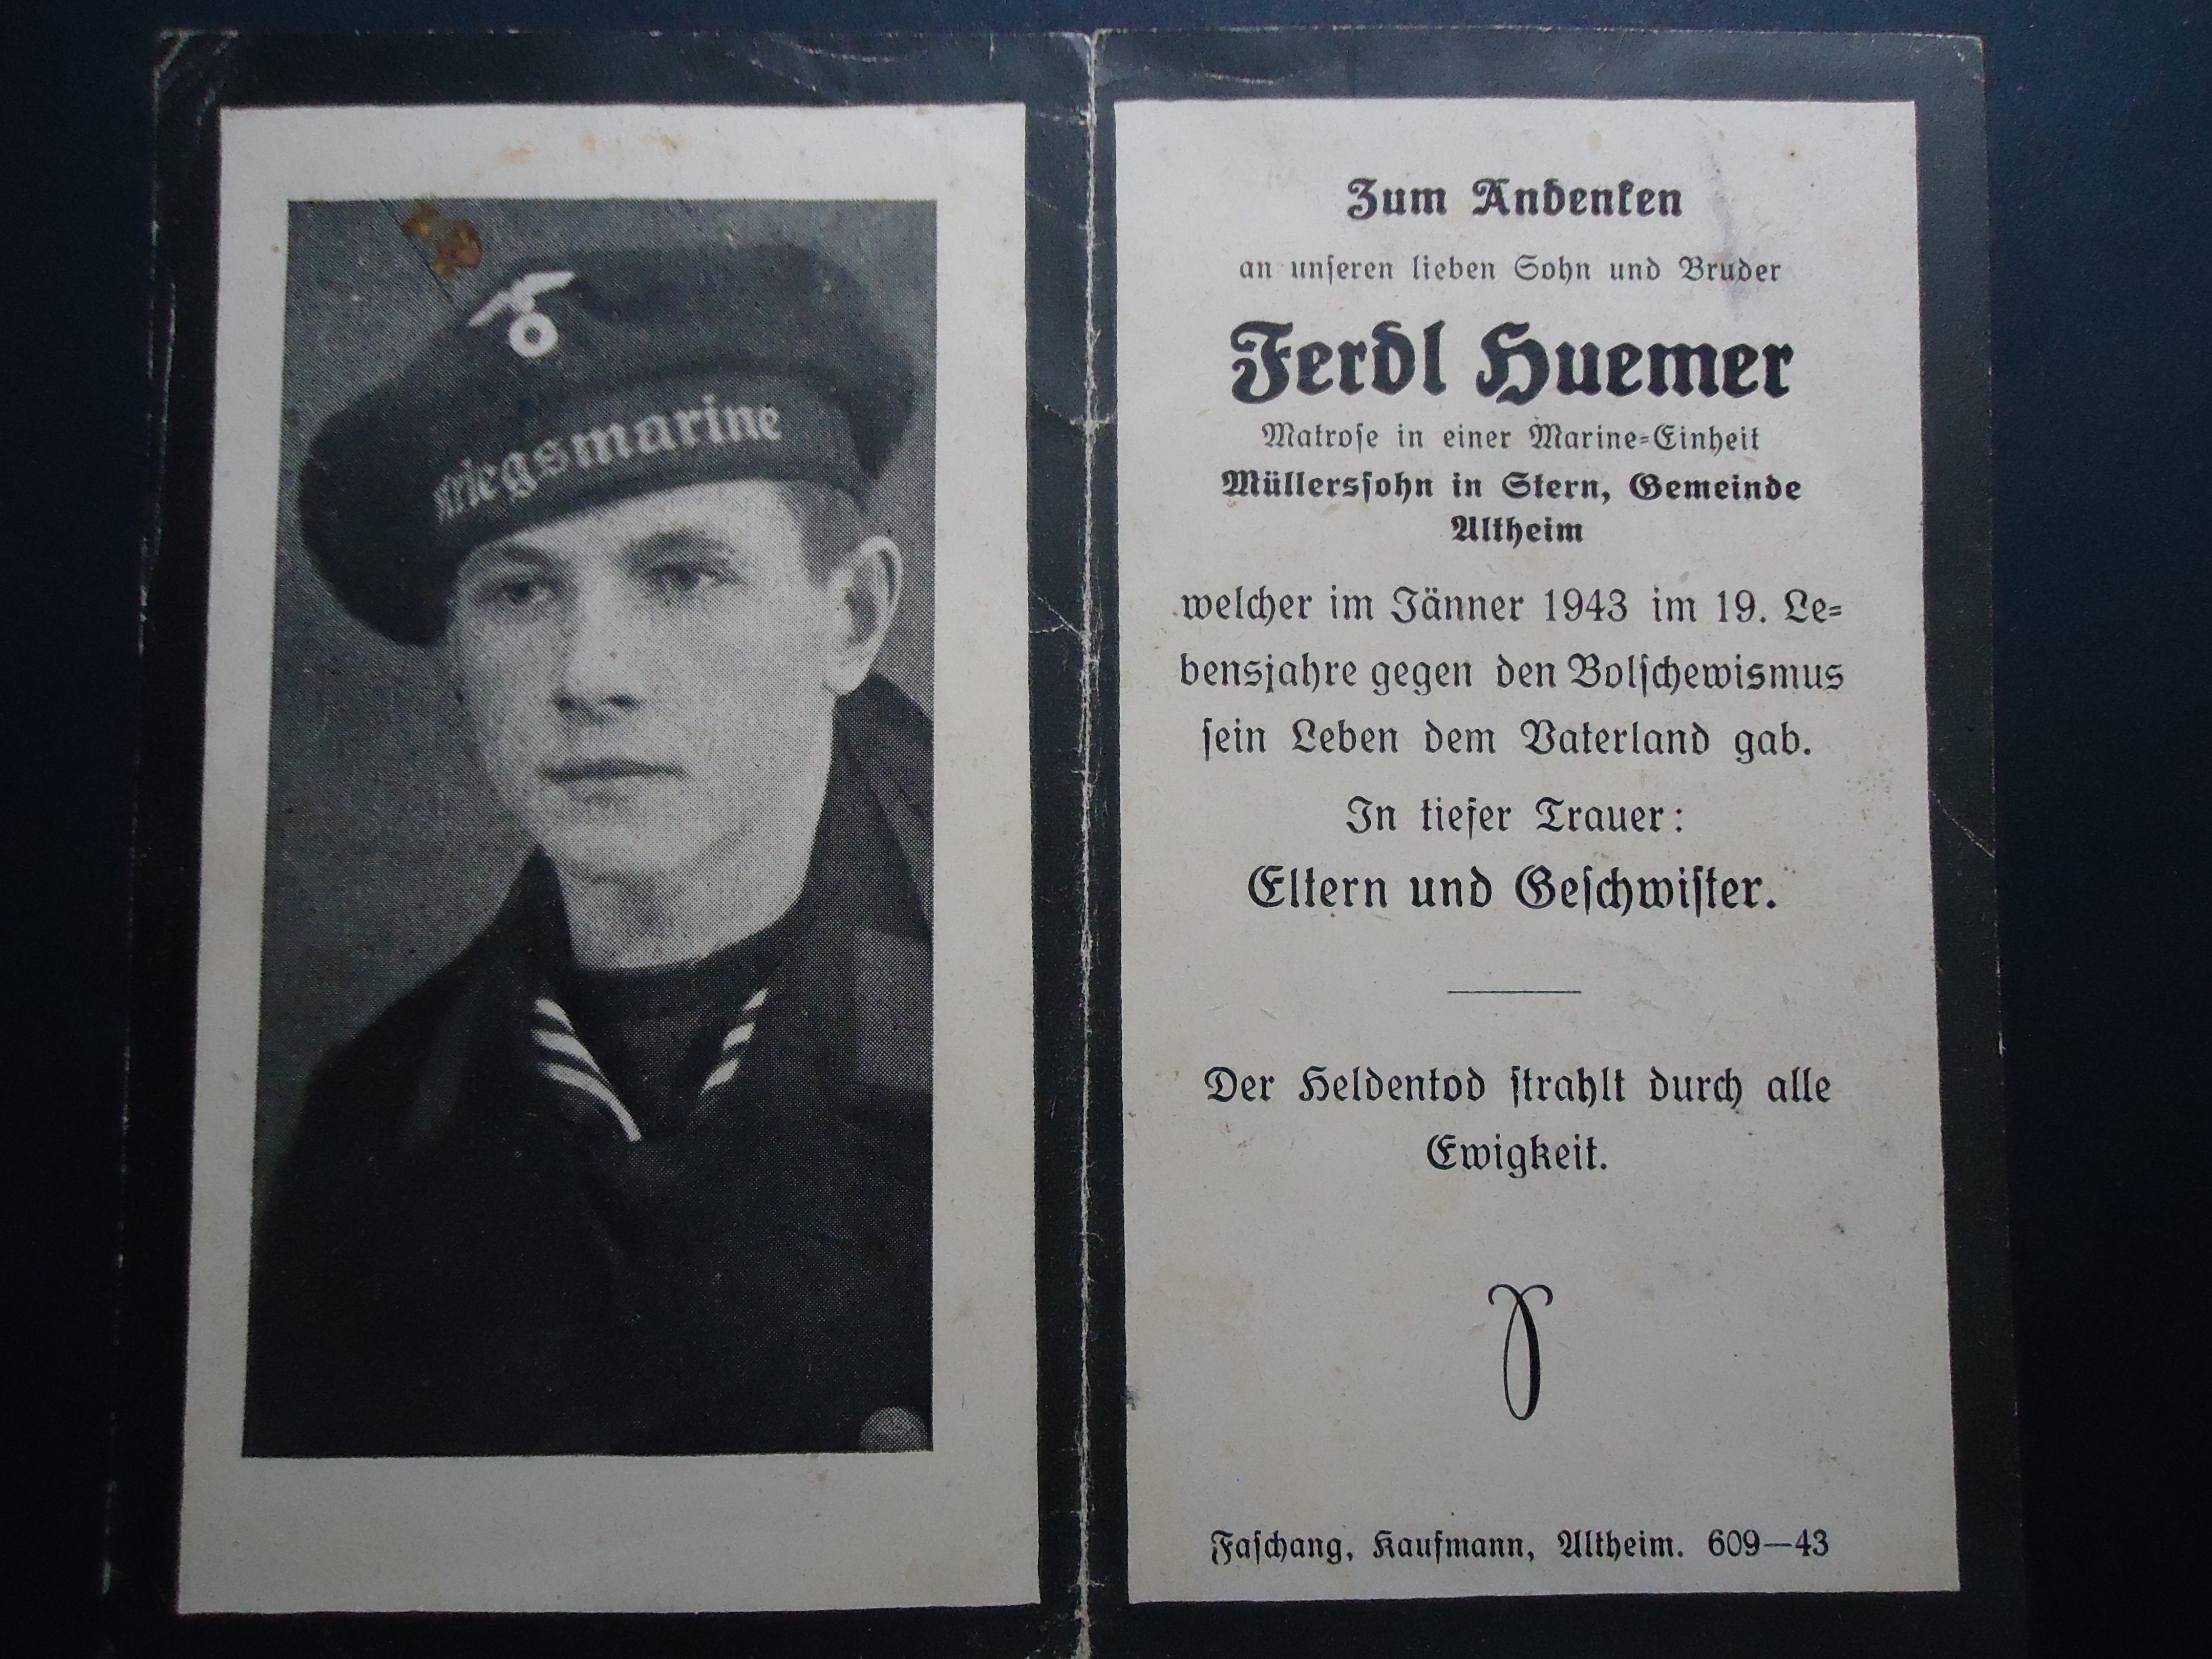 Kriegsmarine
Zum Andenken
an unseren lieben Sohn und Bruder
Ferdl Huemer
Matrose in einer Marine=Einheit
Müllerssohn in Stern, Gemeinde
Altheim
welcher im Jänner 1943 im 19. Le=
bensjahre gegen den Bolschewismus
sein Leben dem Vaterland gab.
In tiefer Trauer:
Eltern und Geschwister.
Der Heldentod strahlt durch alle
Ewigkeit.
Faschang, Kaufmann, Altheim. 609—43